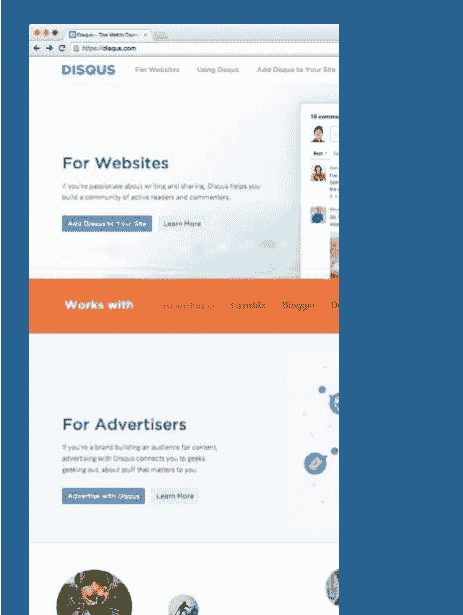 Disqus - The Web's Comm
https://disqus.com
DISQUS For Websites Using Disqus Add Disqus to Your Site
For Websites
If you're passionate about writing and sharing, Disqus helps you
build a community of active readers and commenters.
Add Disqus to Your Site Learn More
Best
Works with tumblr Blogger
For Advertisers
If you're a brand building an audience for content,
advertising with Disqus connects you to geeks
geeking out, about stuff that matters to you.
Advertise with Disqus Learn More